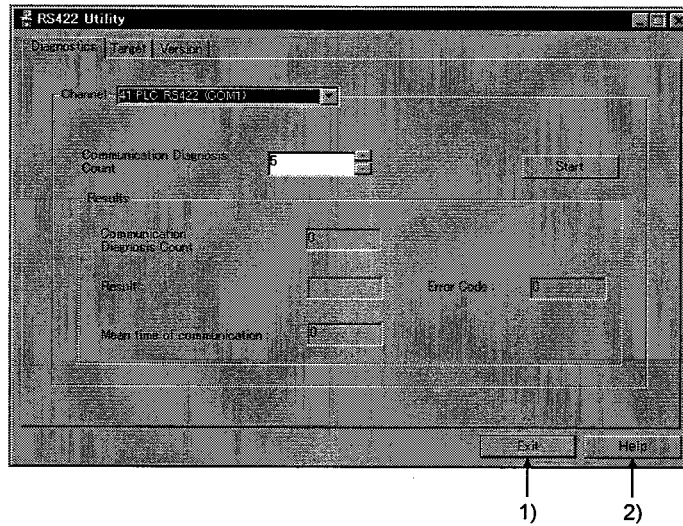 RS422 Utility
Diagnostics Target Version
Channel 41:PLC RS422 (COM1)
Communication Diagnosis
Count
5
Start
Results
Communication
Diagnosis Count
0
Result
Error Code :
0
Mean time of communication :
0
Exit
Help
1)
2)